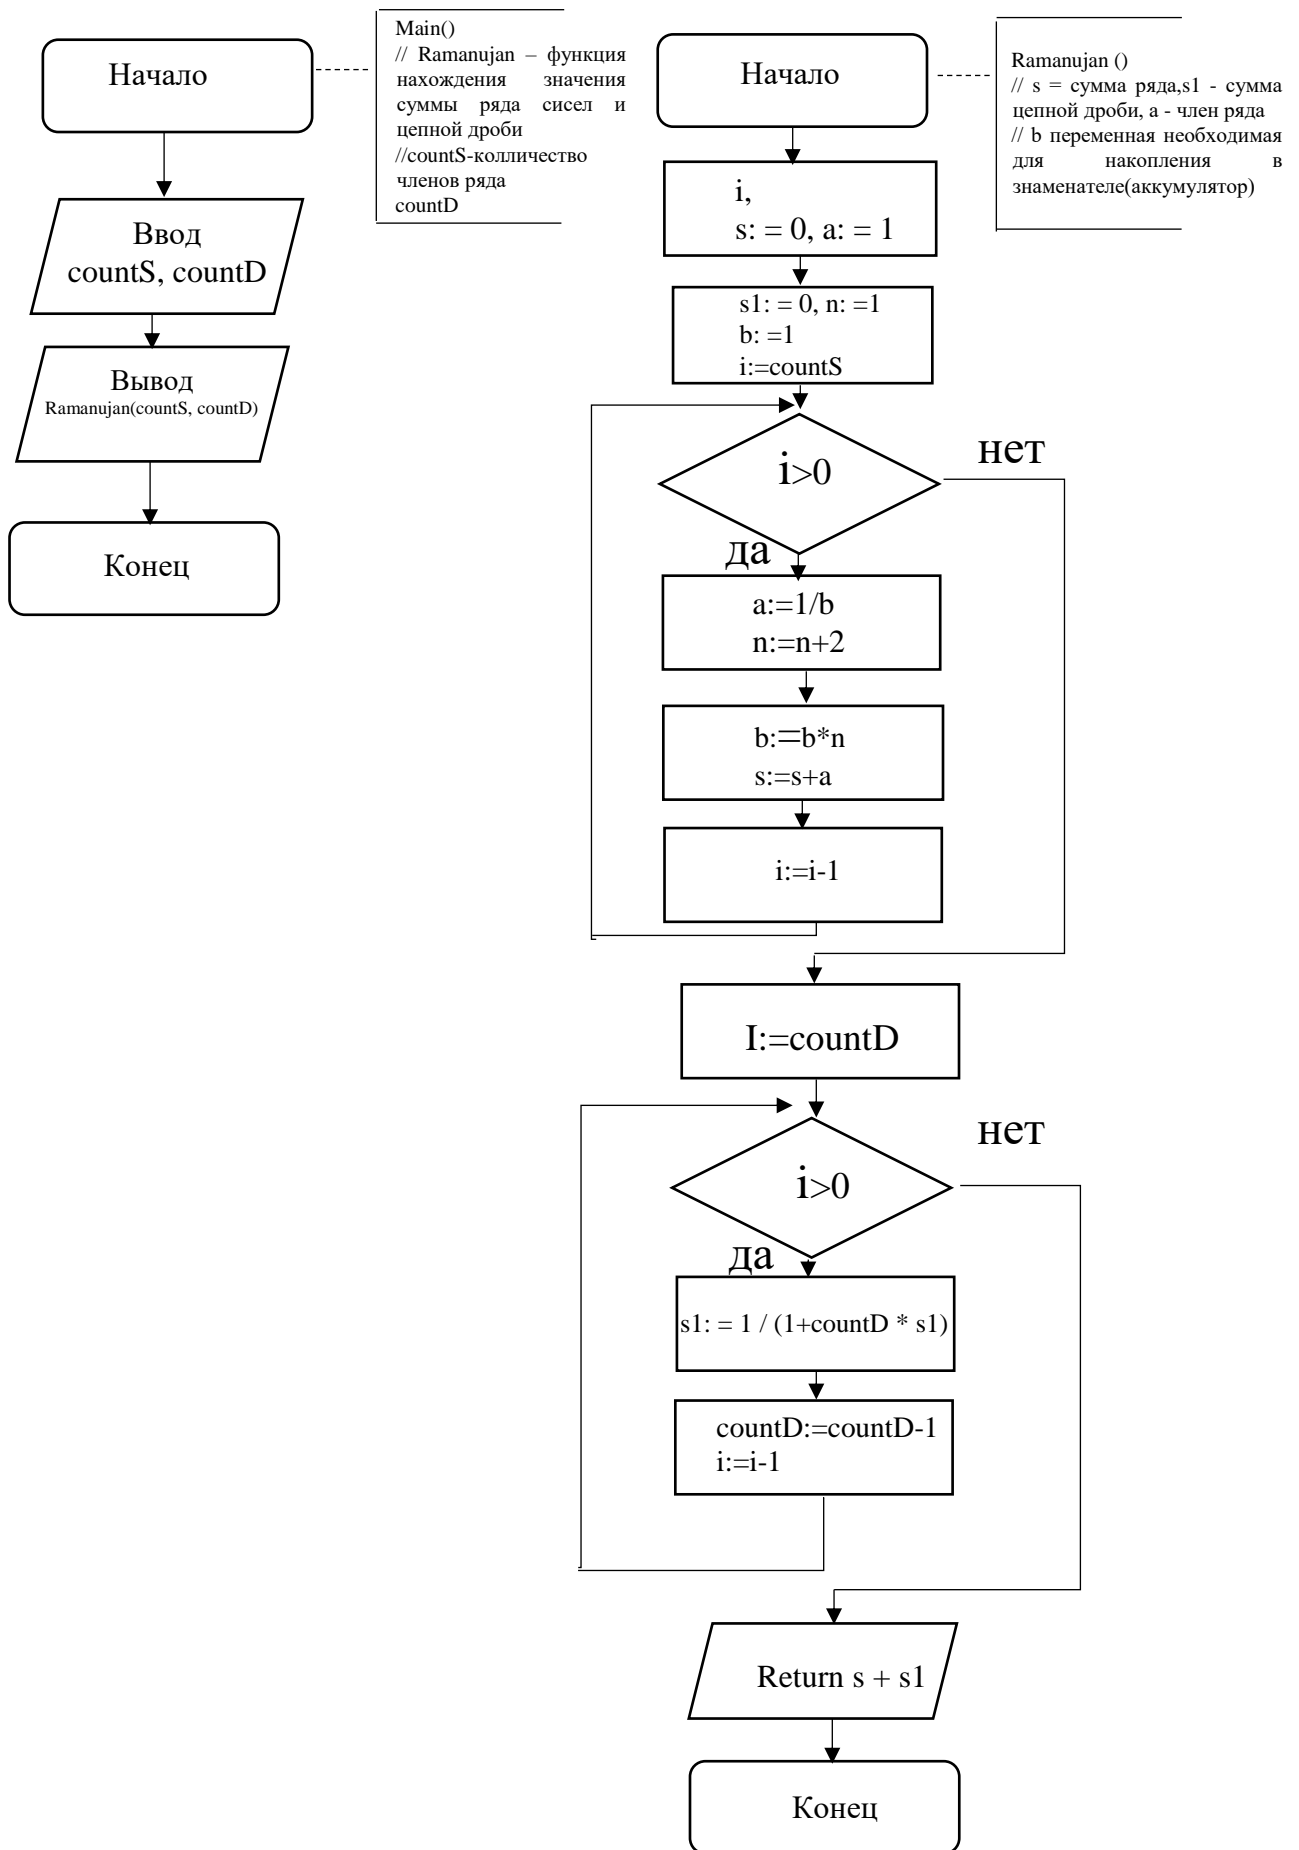 Начало
Main()
// Ramanujan – функция
нахождения значения
суммы ряда сисел и
цепной дроби
//countS-колличество
членов ряда
countD
Ввод
countS, countD
Вывод
Ramanujan(countS, countD)
Конец
Начало
Ramanujan ()
// s = сумма ряда,s1 - сумма
цепной дроби, a - член ряда
// b переменная необходимая
для накопления в
знаменателе(аккумулятор)
i,
s: = 0, a: = 1
s1: = 0, n: =1
b: =1
i:=countS
i>0
нет
да
a:=1/b
n:=n+2
b:=b*n
s:=s+a
i:=i-1
I:=countD
i>0
нет
да
s1: = 1 / (1+countD * s1)
countD:=countD-1
i:=i-1
Return s + s1
Конец